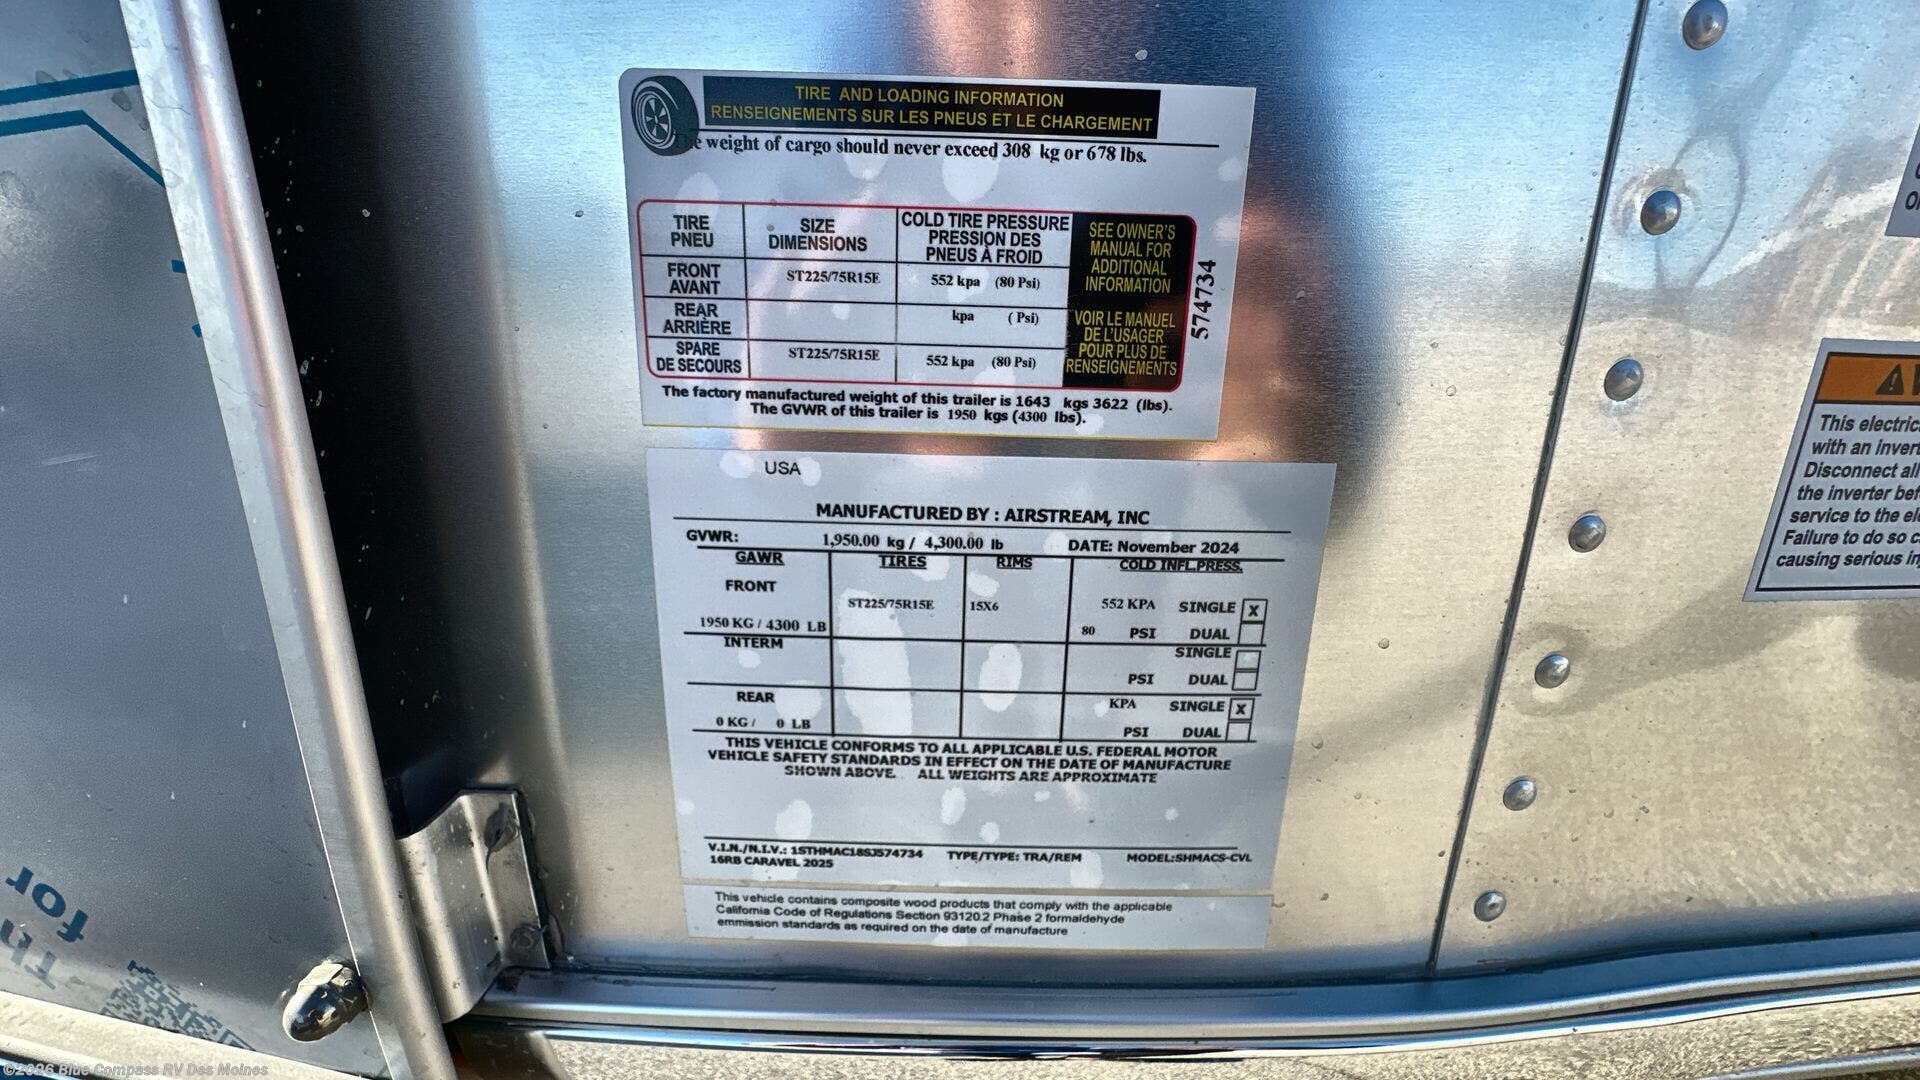 TIRE AND LOADING INFORMATION
RENSEIGNEMENTS SUR LES PNEUS ET LE CHARGEMENT
weight of cargo should never exceed 308 kg or 678 lbs.
TIRE
PNEU
SIZE
DIMENSIONS
COLD TIRE PRESSURE
PRESSION DES
PNEUS À FROID
FRONT
AVANT
ST225/75R15E
552 kpa (80 Psi)
REAR
ARRIÈRE
kpa ( Psi)
SPARE
DE SECOURS
ST225/75R15E
552 kpa (80 Psi)
SEE OWNER'S
MANUAL FOR
ADDITIONAL
INFORMATION
VOIR LE MANUEL
DE L'USAGER
POUR PLUS DE
RENSEIGNEMENTS
574734
The factory manufactured weight of this trailer is 1643 kgs 3622 (lbs).
The GVWR of this trailer is 1950 kgs (4300 lbs).
USA
MANUFACTURED BY : AIRSTREAM, INC
GVWR: 1,950.00 kg / 4,300.00 lb DATE: November 2024
GAWR TIRES RIMS COLD INFL.PRESS.
FRONT
ST225/75R15E 15X6 552 KPA SINGLE X
1950 KG / 4300 LB 80 PSI DUAL
INTERM SINGLE
PSI DUAL
REAR KPA SINGLE X
0 KG / 0 LB PSI DUAL
THIS VEHICLE CONFORMS TO ALL APPLICABLE U.S. FEDERAL MOTOR
VEHICLE SAFETY STANDARDS IN EFFECT ON THE DATE OF MANUFACTURE
SHOWN ABOVE. ALL WEIGHTS ARE APPROXIMATE
V.I.N./N.I.V.: 1STHMAC18SJ574734 TYPE/TYPE: TRA/REM MODEL:SHMACS-CVL
16RB CARAVEL 2025
This vehicle contains composite wood products that comply with the applicable
California Code of Regulations Section 93120.2 Phase 2 formaldehyde
emmission standards as required on the date of manufacture
This electric
with an invert
Disconnect all
the inverter bef
service to the el
Failure to do so c
causing serious in
for
Th
©2026 Blue Compass RV Des Moines